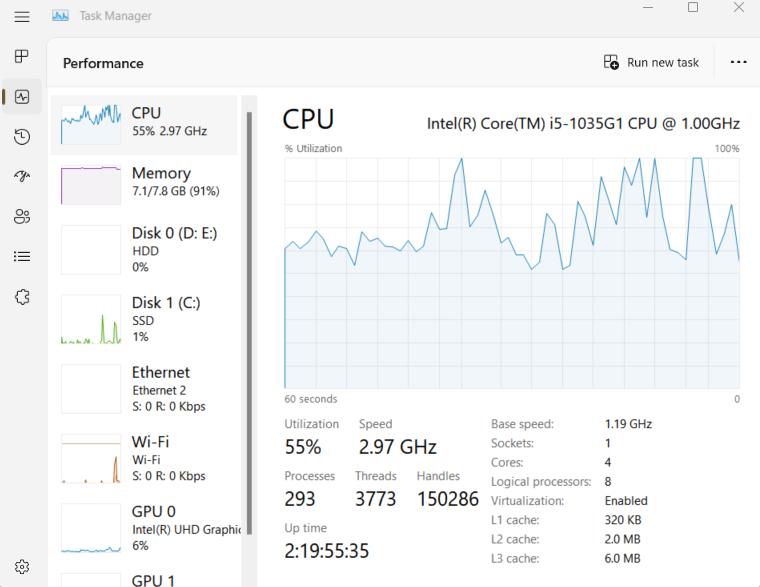 Task Manager
Performance
Run new task
CPU
55% 2.97 GHz
Memory
7.1/7.8 GB (91%)
Disk 0 (D: E:)
HDD
0%
Disk 1 (C:)
SSD
1%
Ethernet
Ethernet 2
S: 0 R: 0 Kbps
Wi-Fi
Wi-Fi
S: 0 R: 0 Kbps
GPU 0
Intel(R) UHD Graphic
6%
GPU 1
CPU
Intel(R) Core(TM) i5-1035G1 CPU @ 1.00GHz
% Utilization 100%
60 seconds 0
Utilization Speed
55% 2.97 GHz
Processes Threads Handles
293 3773 150286
Up time
2:19:55:35
Base speed: 1.19 GHz
Sockets: 1
Cores: 4
Logical processors: 8
Virtualization: Enabled
L1 cache: 320 KB
L2 cache: 2.0 MB
L3 cache: 6.0 MB